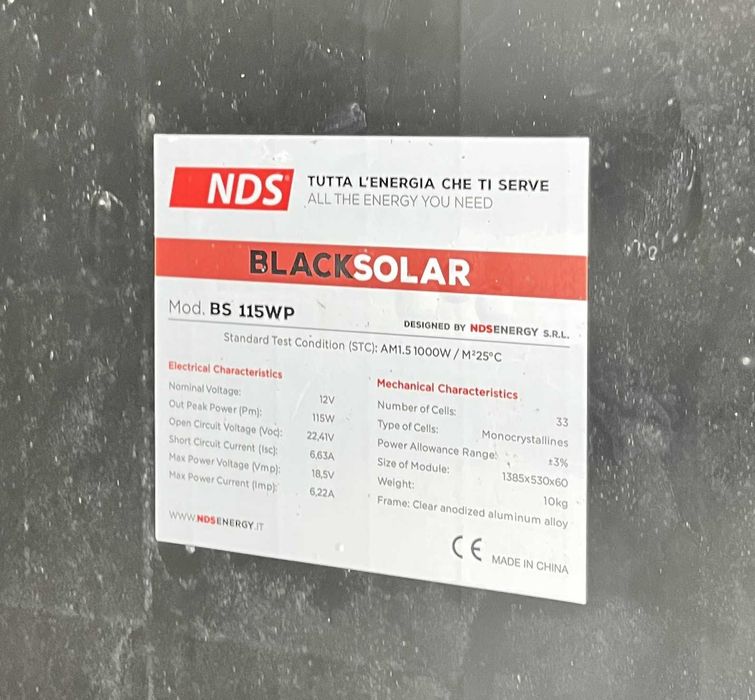 NDS® TUTTA L'ENERGIA CHE TI SERVE
ALL THE ENERGY YOU NEED
BLACKSOLAR
Mod. BS 115WP
DESIGNED BY NDSENERGY S.R.L.
Standard Test Condition (STC): AM1.5 1000W / M²25°C
Electrical Characteristics
Nominal Voltage: 12V
Out Peak Power (Pm): 115W
Open Circuit Voltage (Voc): 22,41V
Short Circuit Current (Isc): 6,63A
Max Power Voltage (Vmp): 18,5V
Max Power Current (Imp): 6,22A
WWW.NDSENERGY.IT
Mechanical Characteristics
Number of Cells: 33
Type of Cells: Monocrystallines
Power Allowance Range: ±3%
Size of Module: 1385x530x60
Weight: 10kg
Frame: Clear anodized aluminum alloy
CE MADE IN CHINA